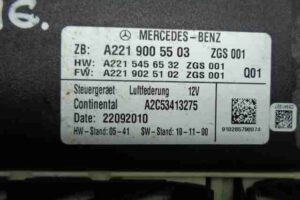 MERCEDES-BENZ
ZB: A221 900 55 03 ZGS 001
HW: A221 545 65 32 ZGS 001
FW: A221 902 51 02 ZGS 001 Q01
Steuergeraet Luftfederung 12V
Continental A2C53413275
Date: 22092010
HW-Stand: 05-41 SW-Stand: 10-11-00